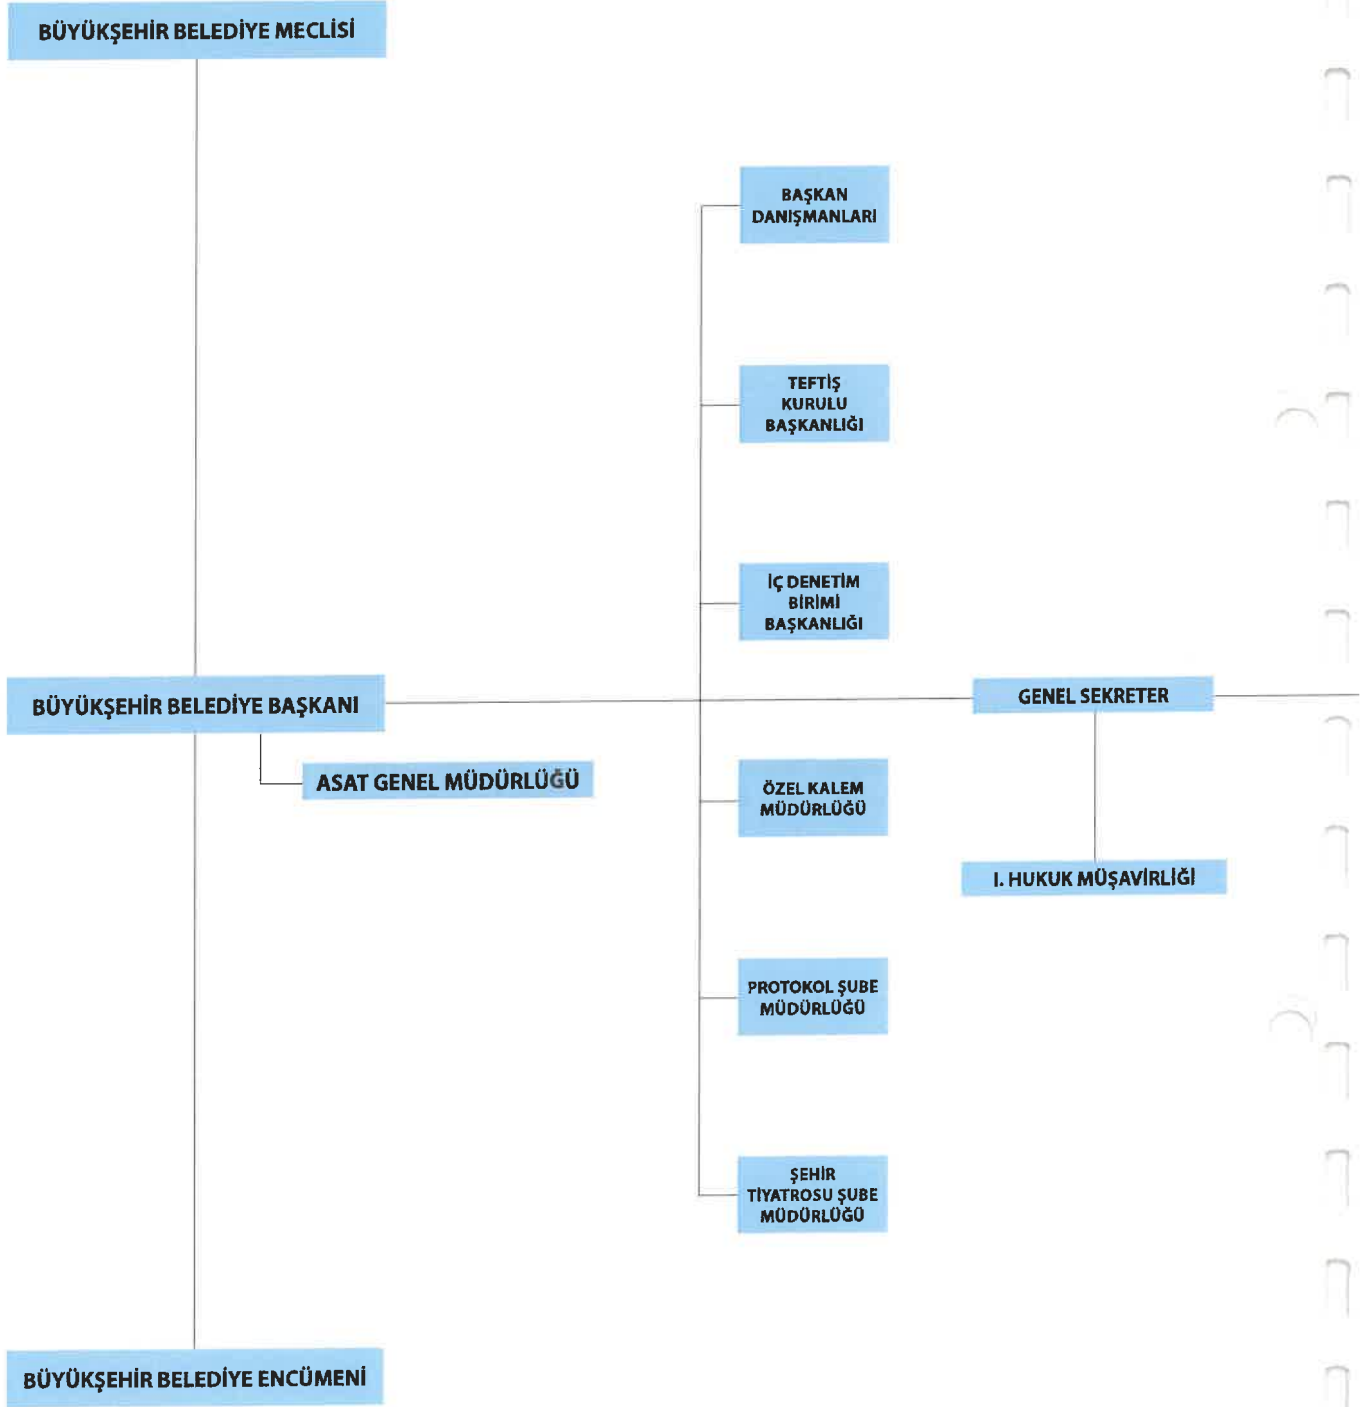 BÜYÜKŞEHİR BELEDİYE MECLİSİ
BAŞKAN
DANIŞMANLARI
TEFTİŞ
KURULU
BAŞKANLIĞI
İÇ DENETİM
BİRİMİ
BAŞKANLIĞI
BÜYÜKŞEHİR BELEDİYE BAŞKANI
GENEL SEKRETER
ASAT GENEL MÜDÜRLÜĞÜ
ÖZEL KALEM
MÜDÜRLÜĞÜ
I. HUKUK MÜŞAVİRLİĞİ
PROTOKOL ŞUBE
MÜDÜRLÜĞÜ
ŞEHİR
TİYATROSU ŞUBE
MÜDÜRLÜĞÜ
BÜYÜKŞEHİR BELEDİYE ENCÜMENİ